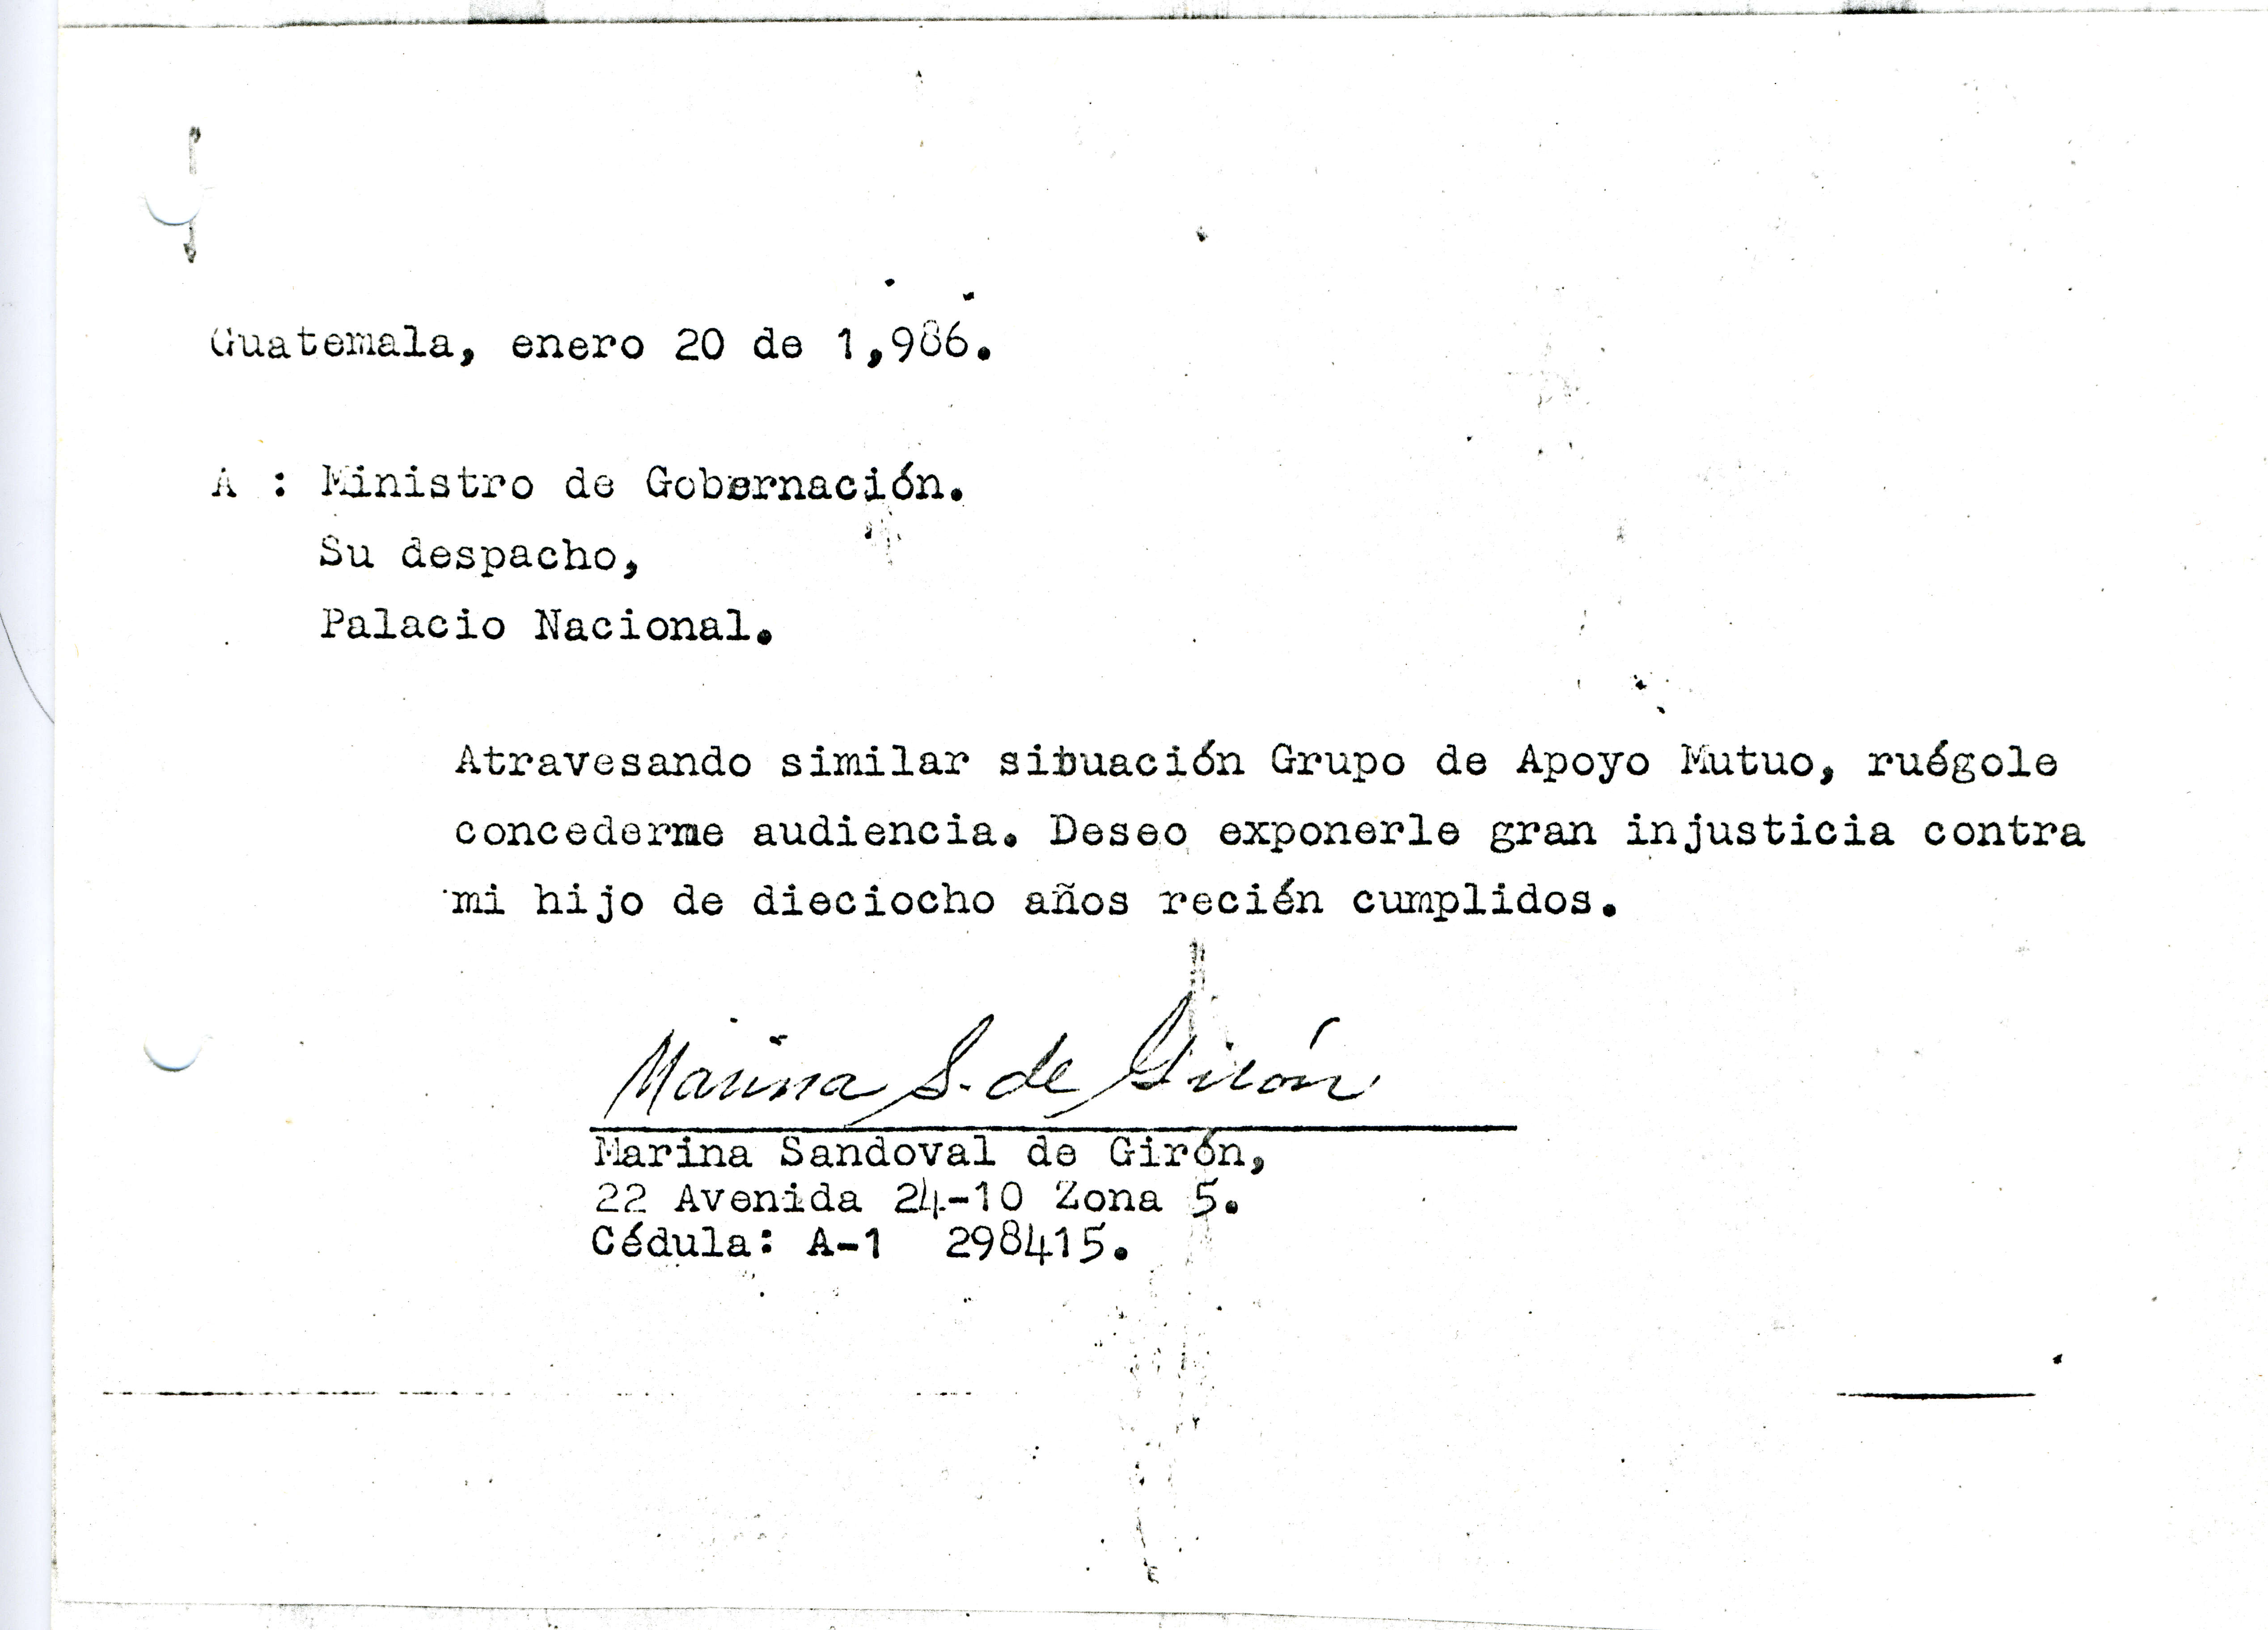 Guatemala, enero 20 de 1,986.
A : Ministro de Gobernación.
Su despacho,
Palacio Nacional.
Atravesando similar situación Grupo de Apoyo Mutuo, ruégole
concederme audiencia. Deseo exponerle gran injusticia contra
mi hijo de dieciocho años recién cumplidos.
Marina S. de Girón
Marina Sandoval de Girón,
22 Avenida 24-10 Zona 5.
Cédula: A-1 298415.